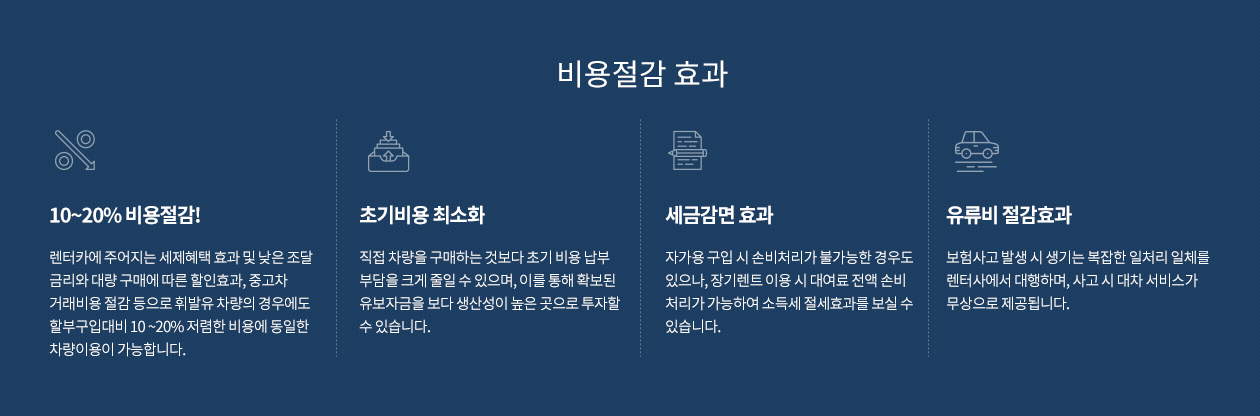 비용절감 효과
10~20% 비용절감!
렌터카에 주어지는 세제혜택 효과 및 낮은 조달
금리와 대량 구매에 따른 할인효과, 중고차
거래비용 절감 등으로 휘발유 차량의 경우에도
할부구입대비 10 ~20% 저렴한 비용에 동일한
차량이용이 가능합니다.
초기비용 최소화
직접 차량을 구매하는 것보다 초기 비용 납부
부담을 크게 줄일 수 있으며, 이를 통해 확보된
유보자금을 보다 생산성이 높은 곳으로 투자할
수 있습니다.
세금감면 효과
자가용 구입 시 손비처리가 불가능한 경우도
있으나, 장기렌트 이용 시 대여료 전액 손비
처리가 가능하여 소득세 절세효과를 보실 수
있습니다.
유류비 절감효과
보험사고 발생 시 생기는 복잡한 일처리 일체를
렌터사에서 대행하며, 사고 시 대차 서비스가
무상으로 제공됩니다.